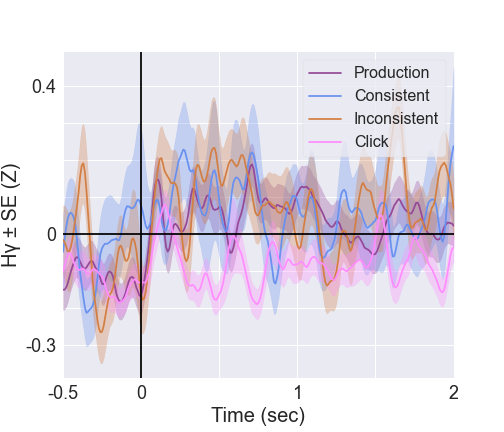 Production
Consistent
Inconsistent
Click
0.4
0
-0.3
Hγ ± SE (Z)
-0.5
0
1
2
Time (sec)